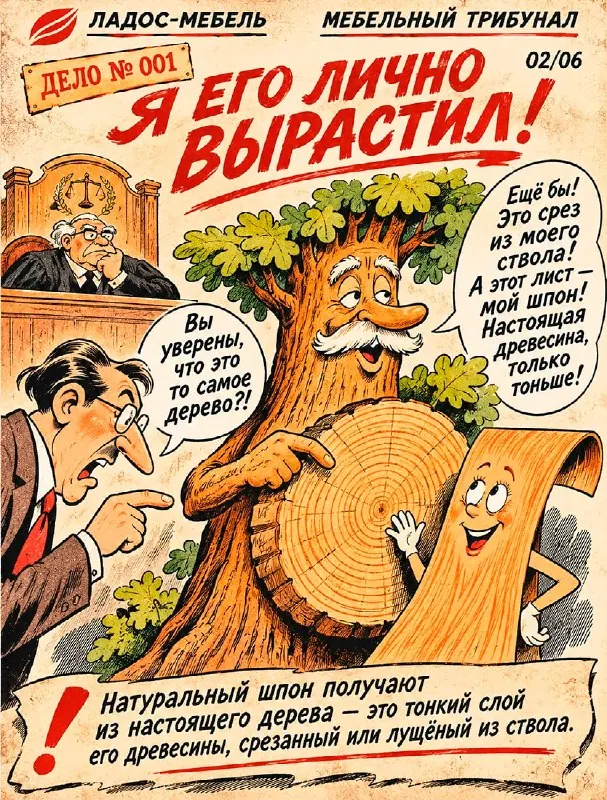 ЛАДОС-МЕБЕЛЬ
МЕБЕЛЬНЫЙ ТРИБУНАЛ
ДЕЛО № 001
02/06
Я ЕГО ЛИЧНО
ВЫРАСТИЛ!
Ещё бы!
Это срез
из моего
ствола!
А этот лист —
мой шпон!
Настоящая
древесина,
только
тоньше!
Вы
уверены,
что это
то самое
дерево?!
! Натуральный шпон получают
из настоящего дерева — это тонкий слой
его древесины, срезанный или лущёный из ствола.